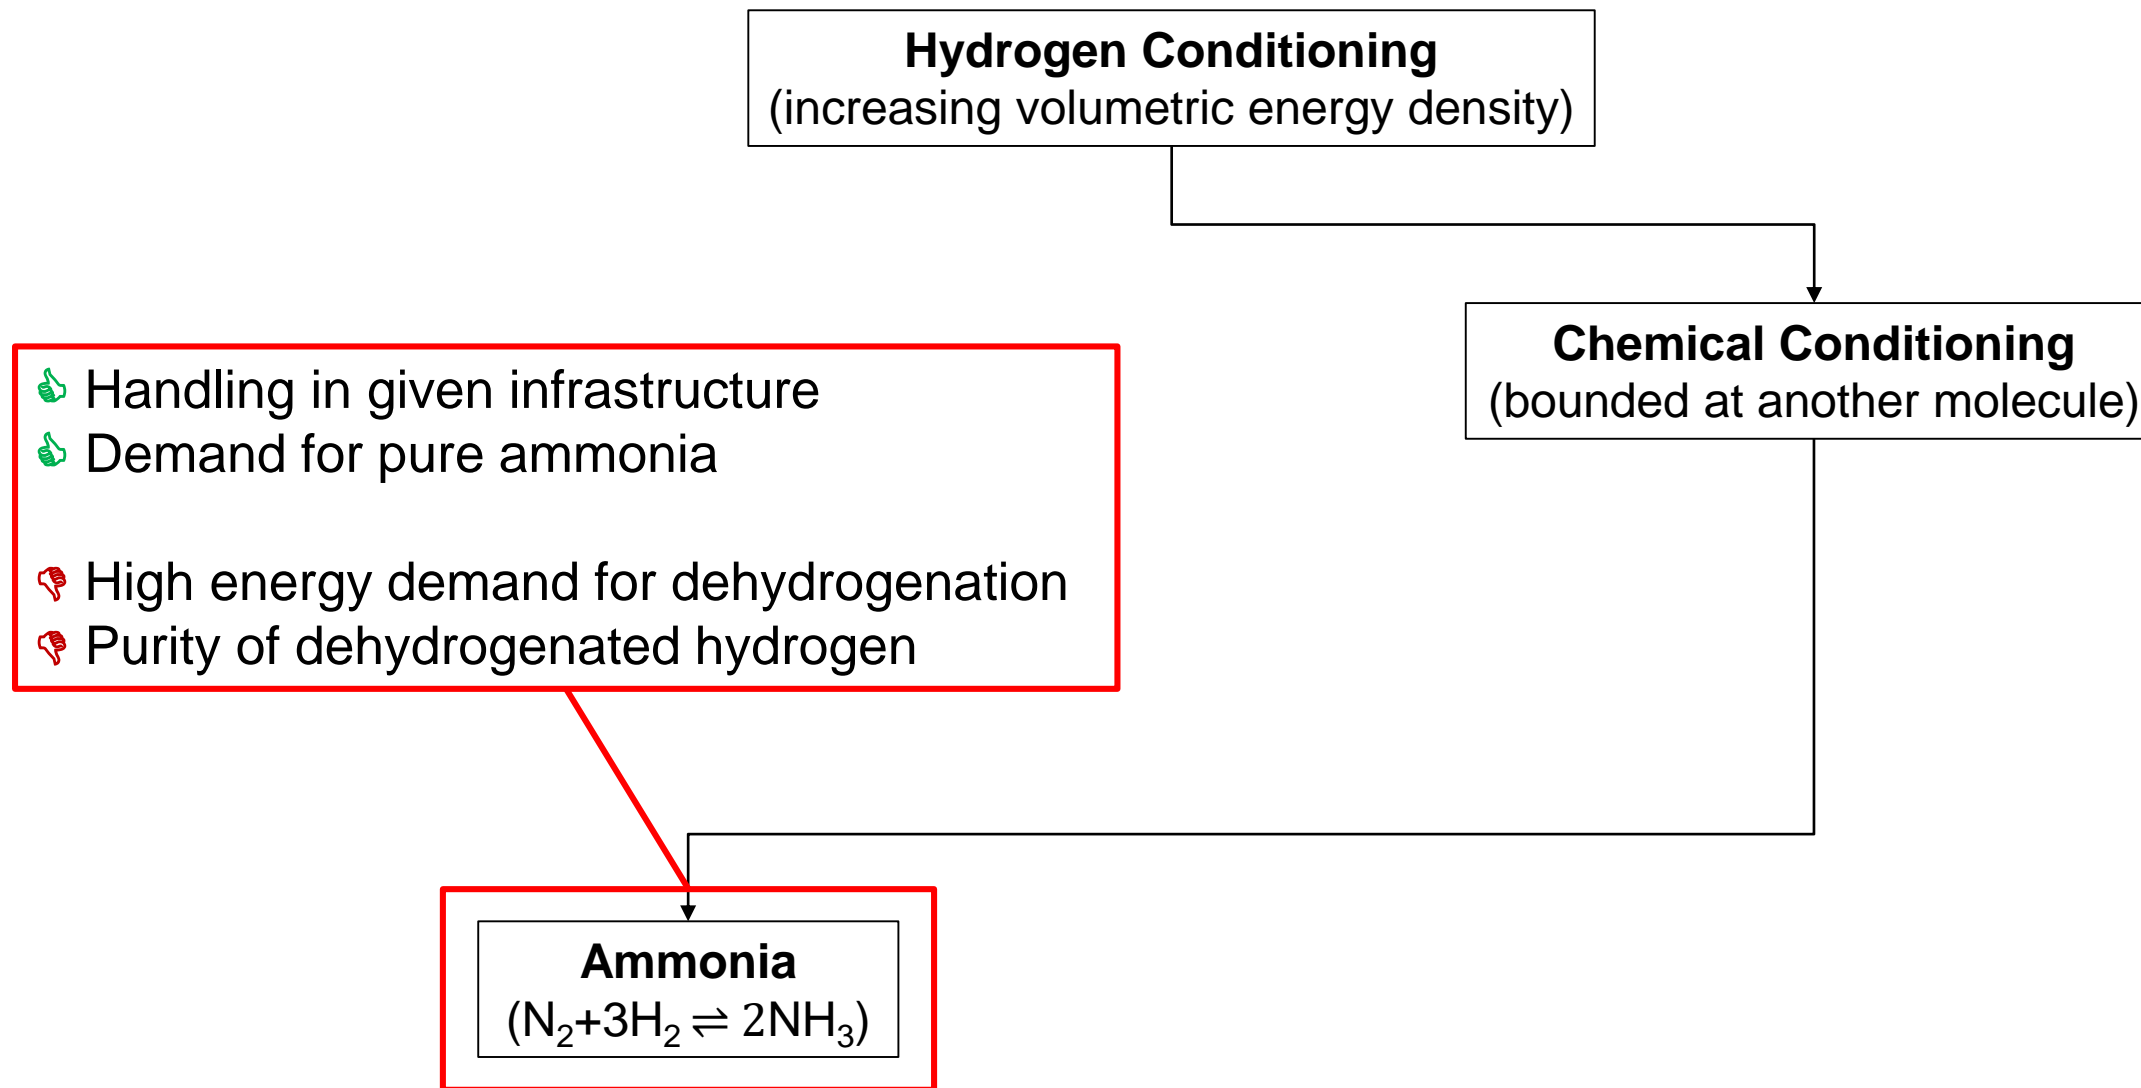 Hydrogen Conditioning
(increasing volumetric energy density)
Chemical Conditioning
(bounded at another molecule)
Handling in given infrastructure
Demand for pure ammonia
High energy demand for dehydrogenation
Purity of dehydrogenated hydrogen
Ammonia
(N₂+3H₂ ⇌ 2NH₃)